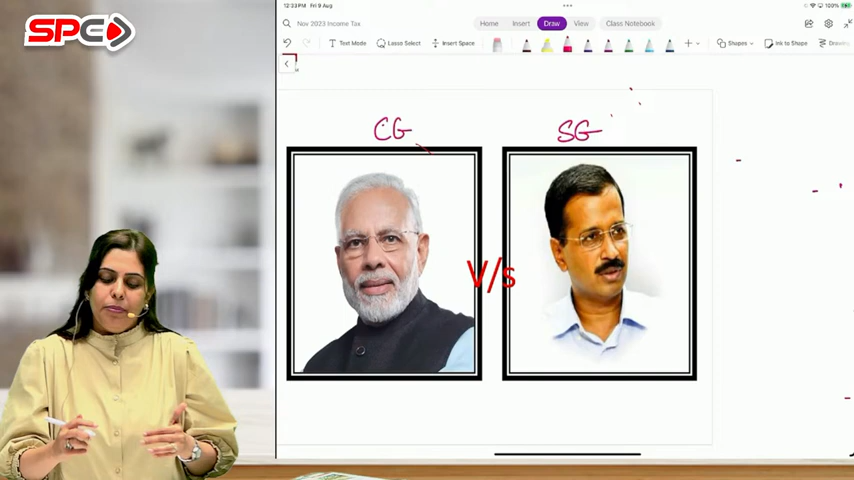 SPC
12:33 PM Fri 9 Aug
100%
Nov 2023 Income Tax
Home Insert Draw View Class Notebook
Text Mode Lasso Select Insert Space Shapes Ink to Shape Drawing
CG SG
V/s